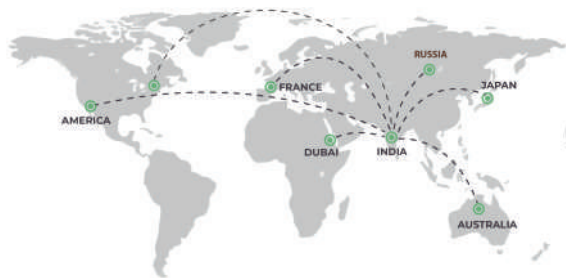 RUSSIA
FRANCE
JAPAN
AMERICA
DUBAI
INDIA
AUSTRALIA